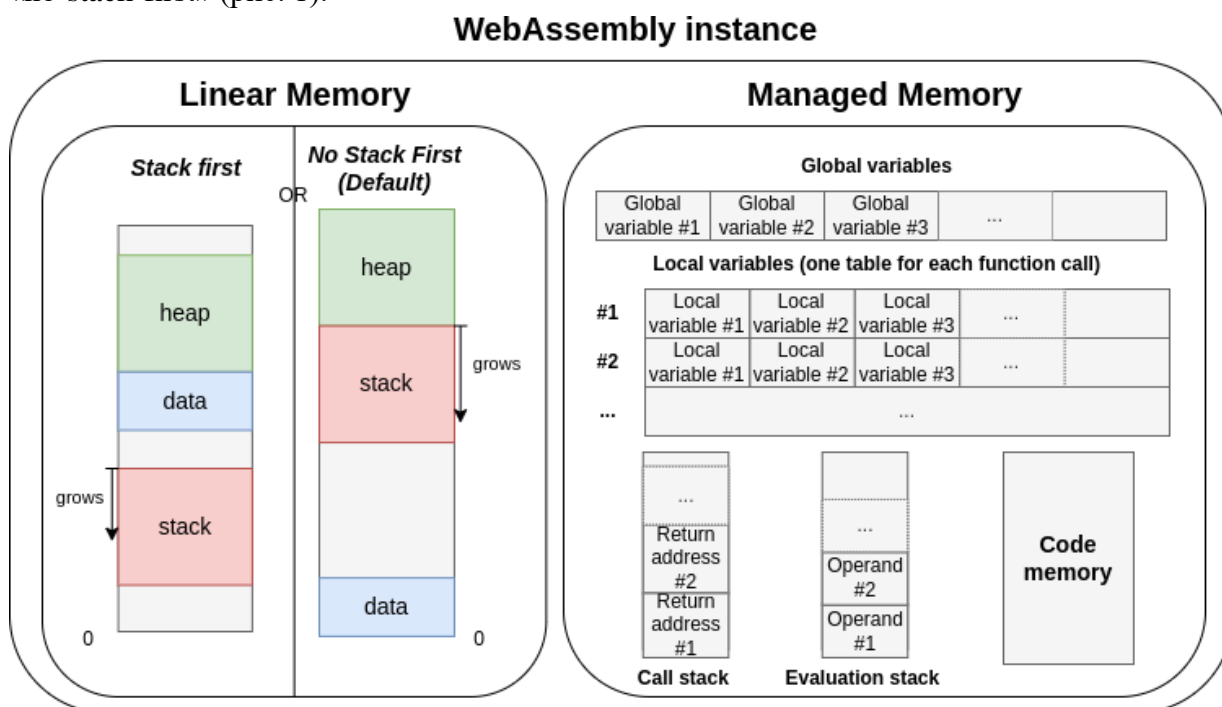 WebAssembly instance
Linear Memory
Managed Memory
Stack first
OR
No Stack First
(Default)
heap
data
grows
stack
0
heap
stack
grows
data
0
Global variables
Global
variable #1
Global
variable #2
Global
variable #3
...
Local variables (one table for each function call)
#1
Local
variable #1
Local
variable #2
Local
variable #3
...
#2
Local
variable #1
Local
variable #2
Local
variable #3
...
...
...
...
Return
address
#2
Return
address
#1
Call stack
...
Operand
#2
Operand
#1
Evaluation stack
Code
memory